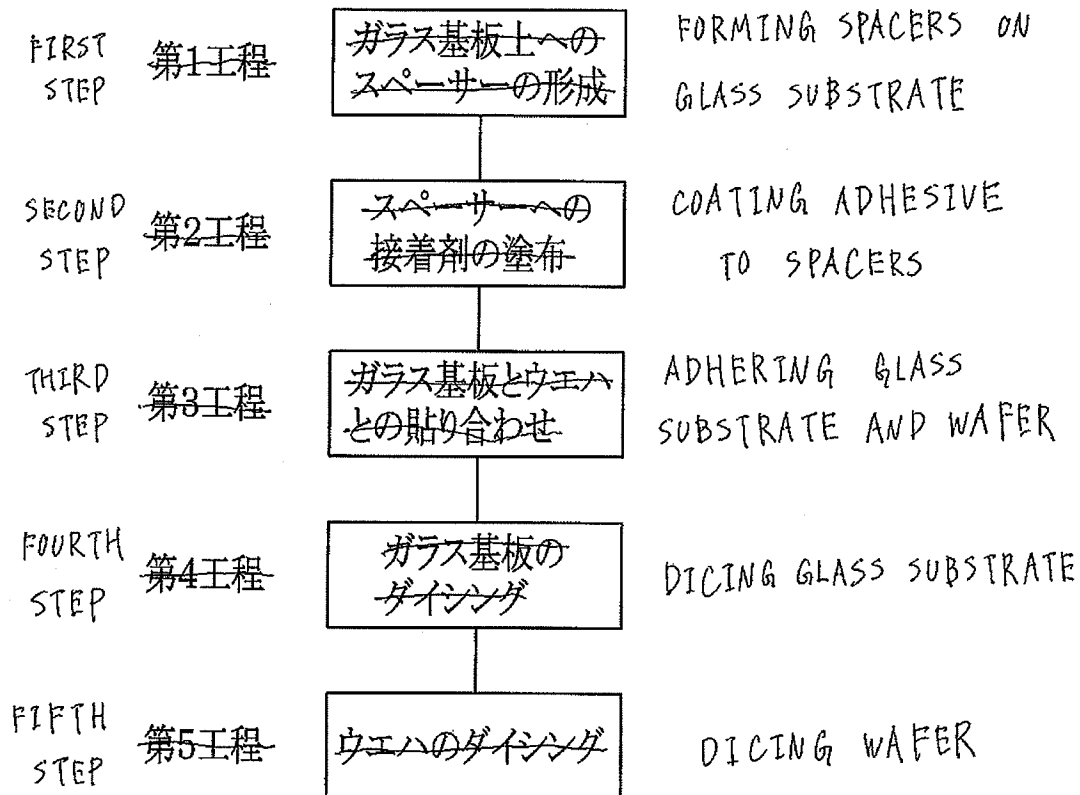 FIRST
STEP
第1工程
ガラス基板上への
スペーサーの形成
FORMING SPACERS ON
GLASS SUBSTRATE
SECOND
STEP
第2工程
スペーサーへの
接着剤の塗布
COATING ADHESIVE
TO SPACERS
THIRD
STEP
第3工程
ガラス基板とウエハ
との貼り合わせ
ADHERING GLASS
SUBSTRATE AND WAFER
FOURTH
STEP
第4工程
ガラス基板の
ダイシング
DICING GLASS SUBSTRATE
FIFTH
STEP
第5工程
ウエハのダイシング
DICING WAFER